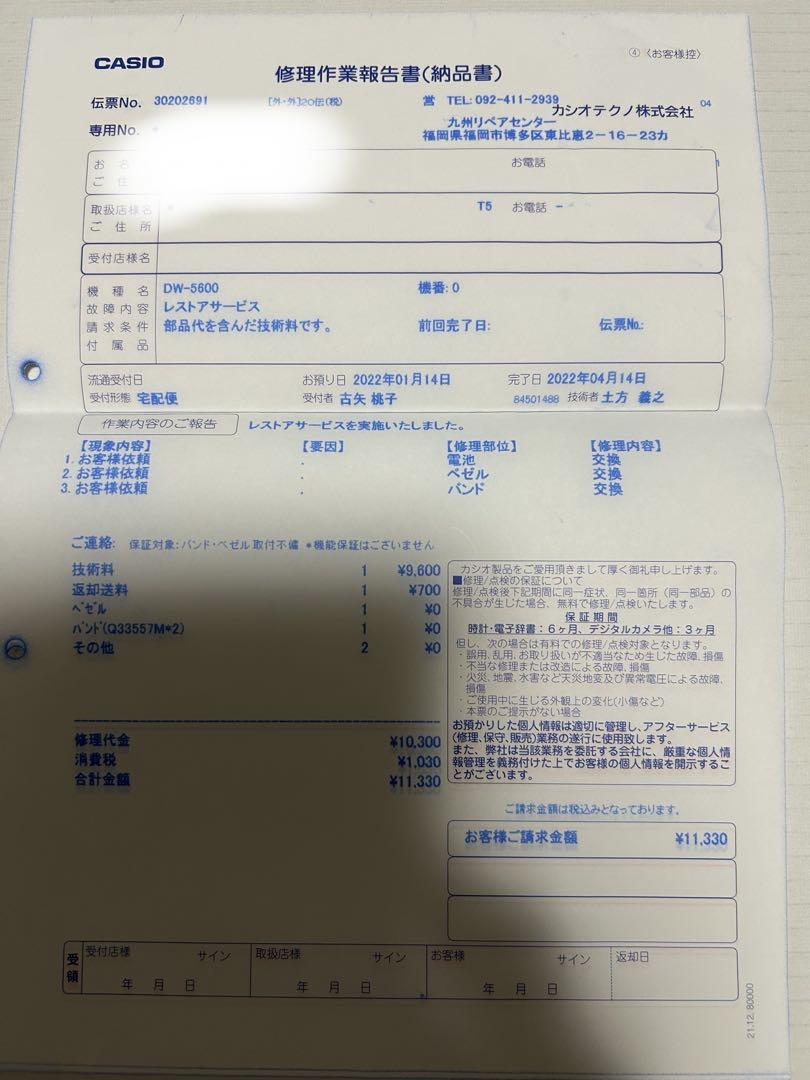 CASIO
④〈お客様控〉
修理作業報告書(納品書)
伝票No. 30202691 [外・外]20伝(税) 営 TEL:092-411-2939 カシオテクノ株式会社 04
専用No. 九州リペアセンター
福岡県福岡市博多区東比恵2-16-23カ
お名 お電話
ご住
取扱店様名 T5 お電話 -
ご住所
受付店様名
機種名 DW-5600 機番:0
故障内容 レストアサービス
請求条件 部品代を含んだ技術料です。 前回完了日: 伝票No.:
付属品
流通受付日 お預り日 2022年01月14日 完了日 2022年04月14日
受付形態 宅配便 受付者 古矢 桃子 84501488 技術者 土方 義之
作業内容のご報告 レストアサービスを実施いたしました。
【現象内容】 【要因】 【修理部位】 【修理内容】
1.お客様依頼 . 電池 交換
2.お客様依頼 . ベゼル 交換
3.お客様依頼 . バンド 交換
ご連絡: 保証対象:バンド・ベゼル取付不備 *機能保証はございません
技術料 1 ¥9,600
返却送料 1 ¥700
ベゼル 1 ¥0
バンド(Q33557M*2) 1 ¥0
その他 2 ¥0
修理代金 ¥10,300
消費税 ¥1,030
合計金額 ¥11,330
カシオ製品をご愛用頂きまして厚く御礼申し上げます。
■修理/点検の保証について
修理/点検後下記期間に同一症状、同一箇所（同一部品）の
不具合が生じた場合、無料で修理/点検いたします。
保証期間
時計・電子辞書：6ヶ月、デジタルカメラ他：3ヶ月
但し、次の場合は有料での修理/点検対象となります。
・誤用、乱用、お取り扱いが不適当なため生じた故障、損傷
・不当な修理または改造による故障、損傷
・火災、地震、水害など天災地変及び異常電圧による故障、
損傷
・ご使用中に生じる外観上の変化(小傷など)
・本票のご提示がない場合
お預かりした個人情報は適切に管理し、アフターサービス
(修理、保守、販売)業務の遂行に使用致します。
また、弊社は当該業務を委託する会社に、厳重な個人情
報管理を義務付けた上でお客様の個人情報を開示するこ
とがございます。
ご請求金額は税込みとなっております。
お客様ご請求金額 ¥11,330
受領 受付店様 サイン 取扱店様 サイン お客様 サイン 返却日
年 月 日 年 月 日 年 月 日
21.12. 80000